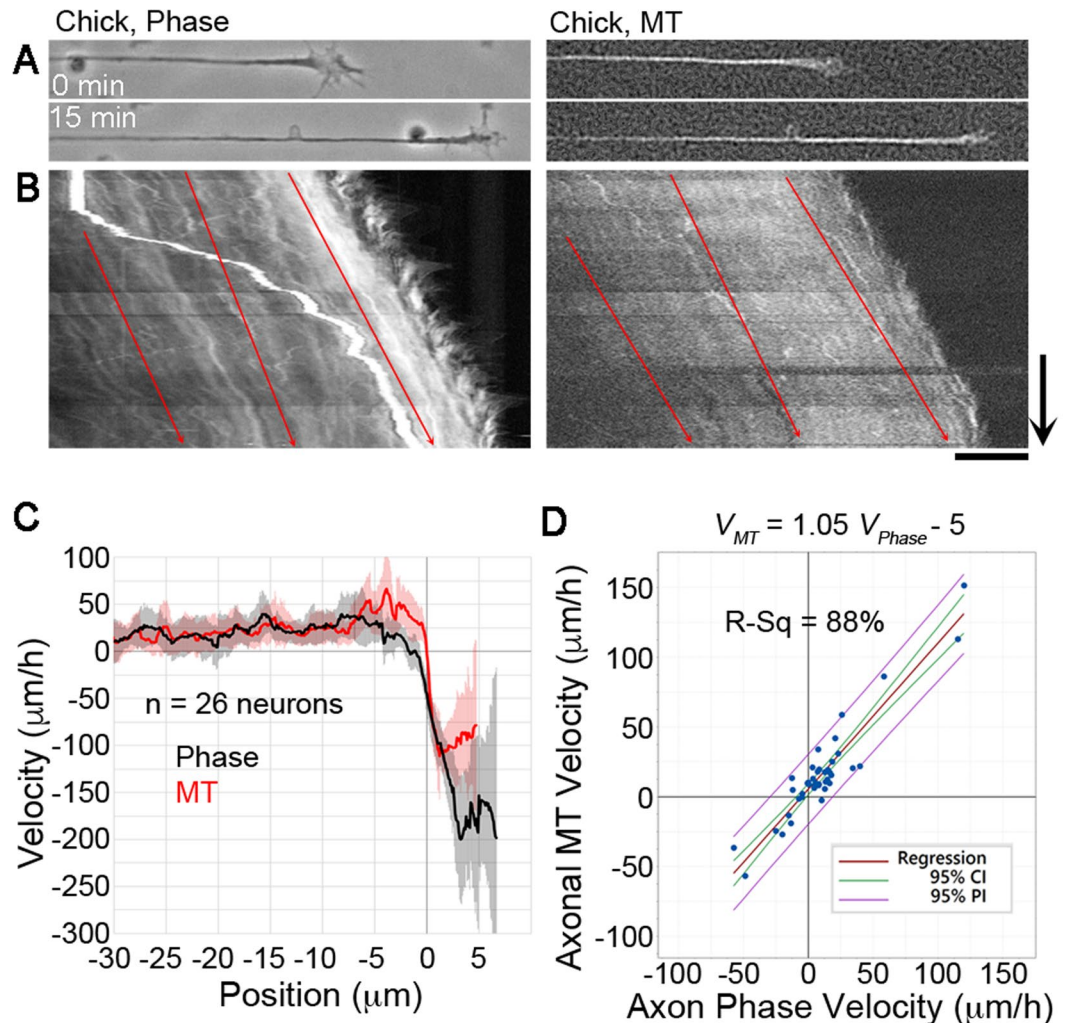 Chick, Phase
Chick, MT
A
0 min
15 min
B
C
100
50
0
-50
-100
-150
-200
-250
-300
n = 26 neurons
Phase
MT
Velocity (μm/h)
-30 -25 -20 -15 -10 -5 0 5
Position (μm)
D
V_MT = 1.05 V_Phase - 5
R-Sq = 88%
150
100
50
0
-50
-100
Regression
95% CI
95% PI
Axonal MT Velocity (μm/h)
-100 -50 0 50 100 150
Axon Phase Velocity (μm/h)